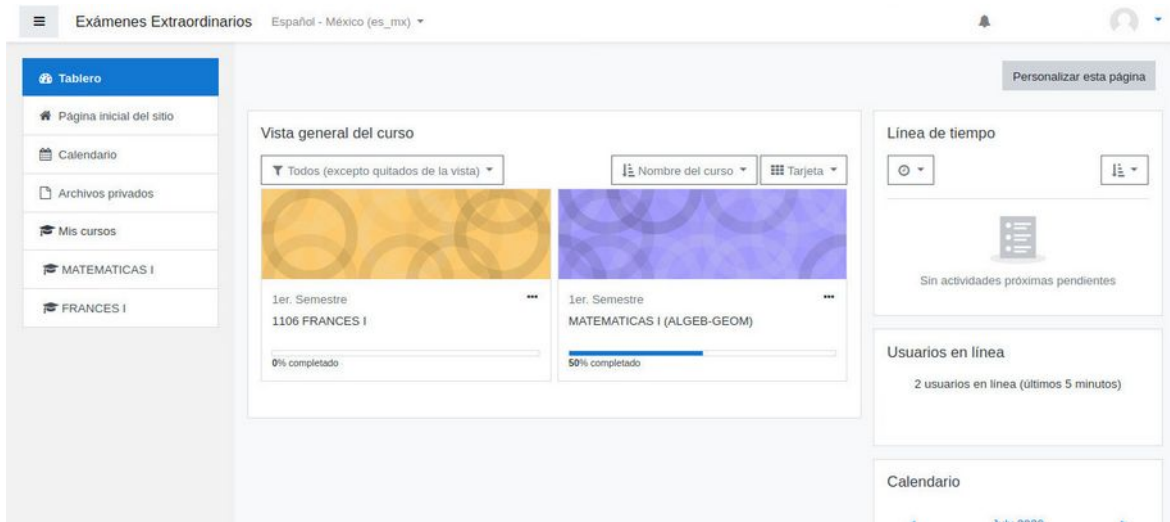 Exámenes Extraordinarios Español - México (es_mx)
Tablero
Página inicial del sitio
Calendario
Archivos privados
Mis cursos
MATEMATICAS I
FRANCES I
Personalizar esta página
Vista general del curso
Todos (excepto quitados de la vista) Nombre del curso Tarjeta
1er. Semestre
1106 FRANCES I
0% completado
1er. Semestre
MATEMATICAS I (ALGEB-GEOM)
50% completado
Línea de tiempo
Sin actividades próximas pendientes
Usuarios en línea
2 usuarios en línea (últimos 5 minutos)
Calendario